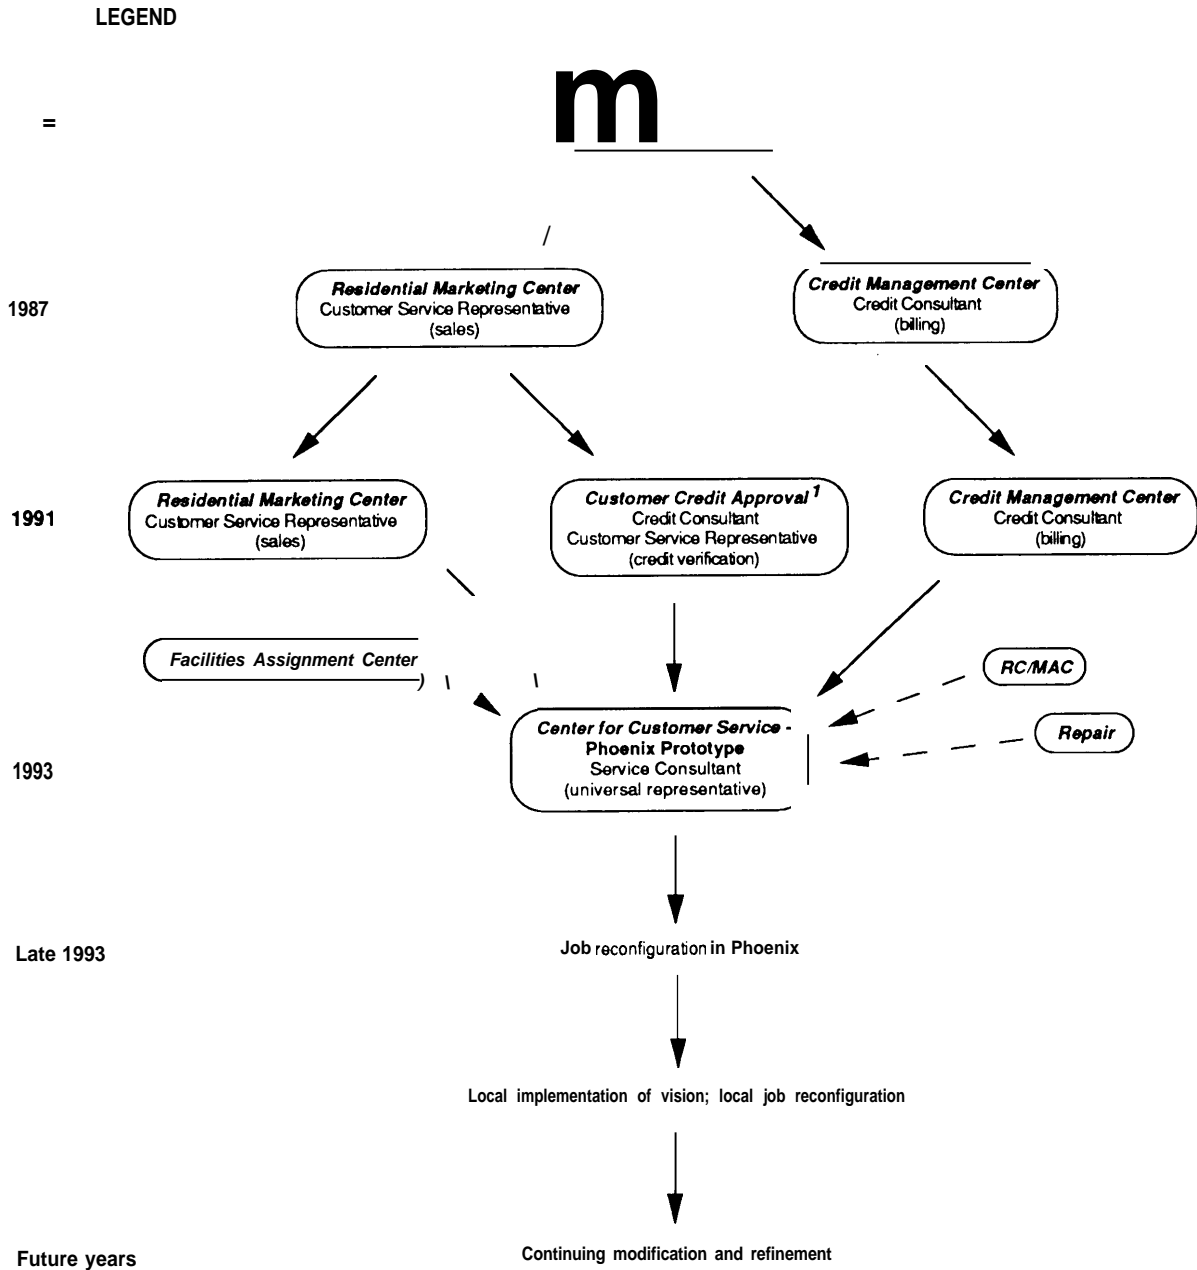 LEGEND
=
m
1987
Residential Marketing Center
Customer Service Representative
(sales)
Credit Management Center
Credit Consultant
(billing)
1991
Residential Marketing Center
Customer Service Representative
(sales)
Customer Credit Approval 1
Credit Consultant
Customer Service Representative
(credit verification)
Credit Management Center
Credit Consultant
(billing)
Facilities Assignment Center
RC/MAC
Repair
1993
Center for Customer Service -
Phoenix Prototype
Service Consultant
(universal representative)
Late 1993
Job reconfiguration in Phoenix
Local implementation of vision; local job reconfiguration
Future years
Continuing modification and refinement